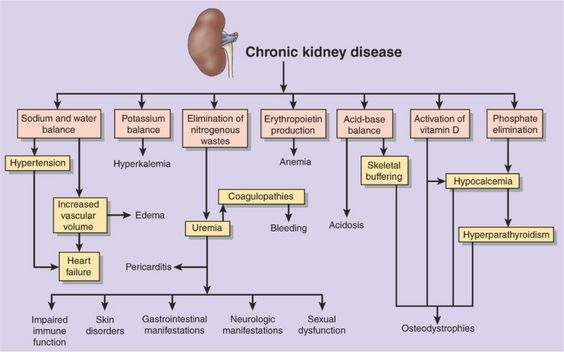 Chronic kidney disease
Sodium and water
balance
Potassium
balance
Elimination of
nitrogenous
wastes
Erythropoietin
production
Acid-base
balance
Activation of
vitamin D
Phosphate
elimination
Hypertension
Hyperkalemia
Anemia
Skeletal
buffering
Hypocalcemia
Increased
vascular
volume
Edema
Coagulopathies
Uremia
Bleeding
Acidosis
Hyperparathyroidism
Heart
failure
Pericarditis
Impaired
immune
function
Skin
disorders
Gastrointestinal
manifestations
Neurologic
manifestations
Sexual
dysfunction
Osteodystrophies